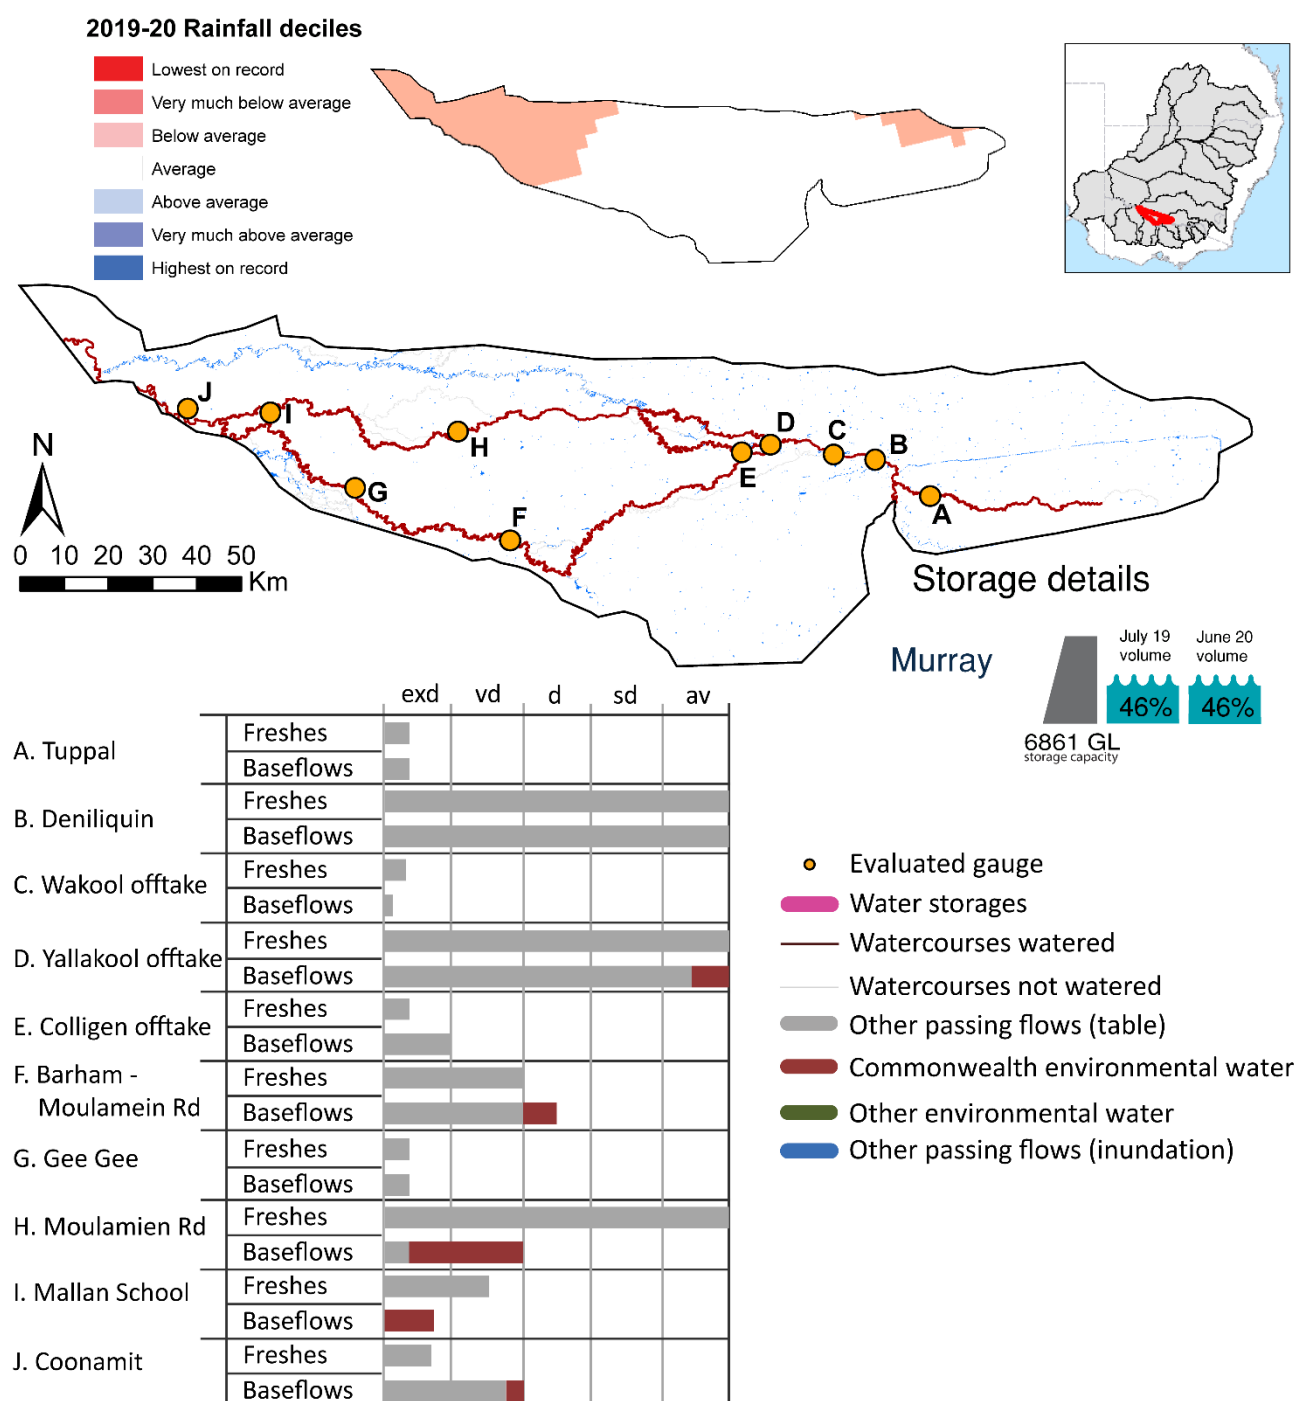 2019-20 Rainfall deciles
Lowest on record
Very much below average
Below average
Average
Above average
Very much above average
Highest on record
J
I
H
G
F
E
D
C
B
A
N
0 10 20 30 40 50
Km
Storage details
Murray
July 19
volume
June 20
volume
46%
46%
6861 GL
storage capacity
exd vd d sd av
A. Tuppal
Freshes
Baseflows
B. Deniliquin
Freshes
Baseflows
C. Wakool offtake
Freshes
Baseflows
D. Yallakool offtake
Freshes
Baseflows
E. Colligen offtake
Freshes
Baseflows
F. Barham -
Moulamein Rd
Freshes
Baseflows
G. Gee Gee
Freshes
Baseflows
H. Moulamien Rd
Freshes
Baseflows
I. Mallan School
Freshes
Baseflows
J. Coonamit
Freshes
Baseflows
Evaluated gauge
Water storages
Watercourses watered
Watercourses not watered
Other passing flows (table)
Commonwealth environmental water
Other environmental water
Other passing flows (inundation)